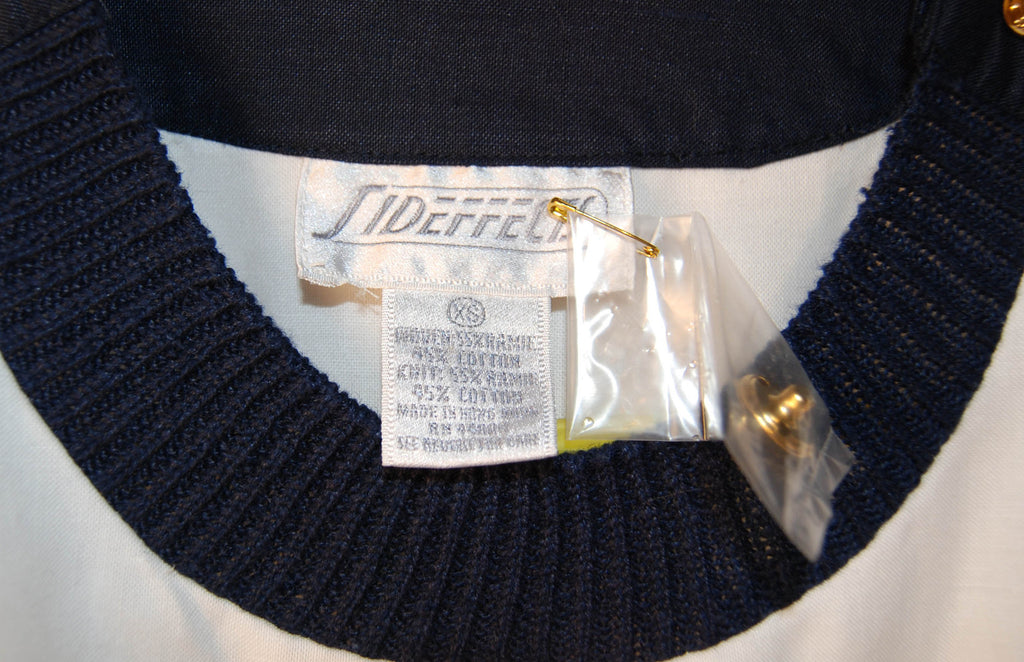 SIDEFFECTS
XS
WOVEN: 55% RAMIE
45% COTTON
KNIT: 55% RAMIE
45% COTTON
MADE IN HONG KONG
RN
SEE REVERSE FOR CARE